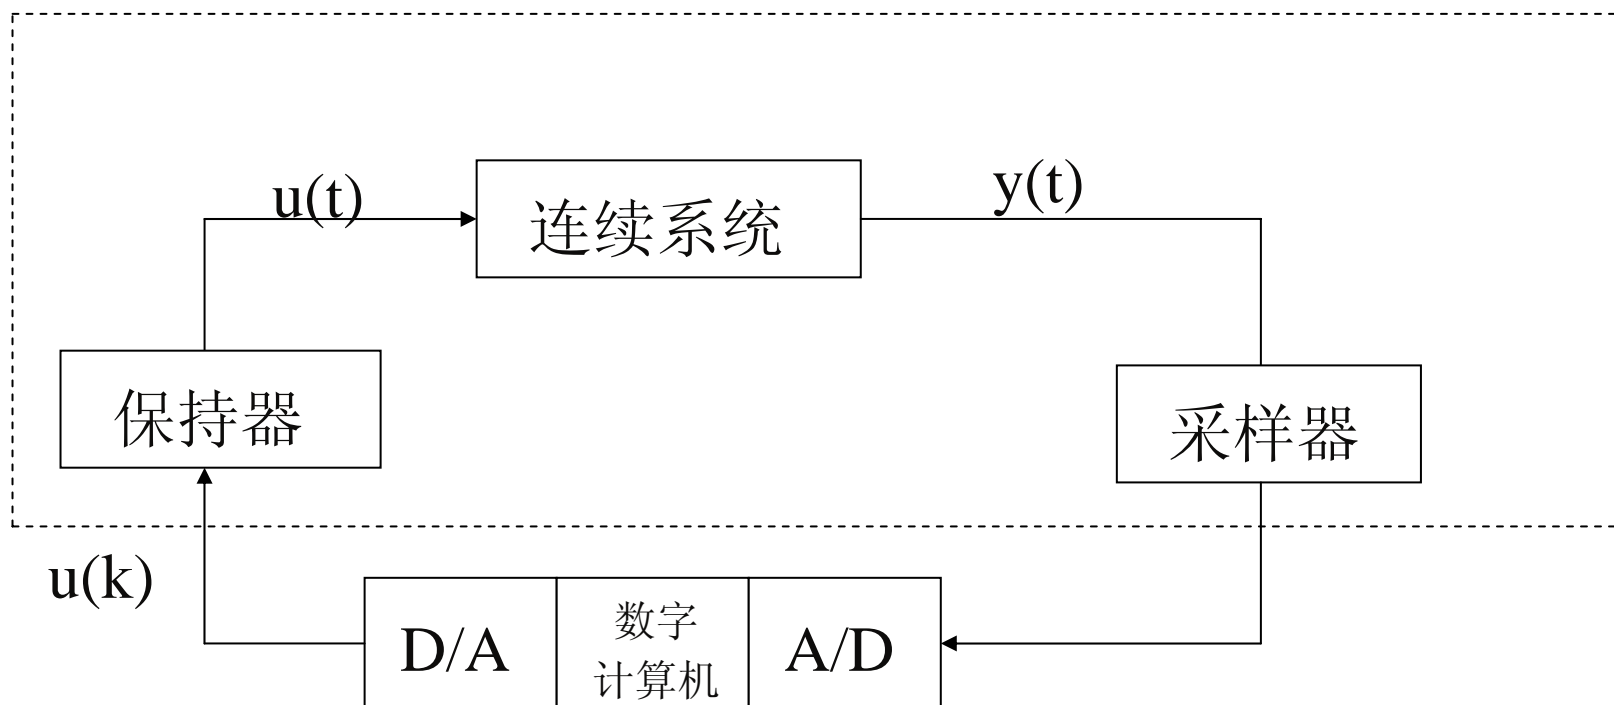 u(t)
连续系统
y(t)
保持器
采样器
u(k)
D/A
数字
计算机
A/D